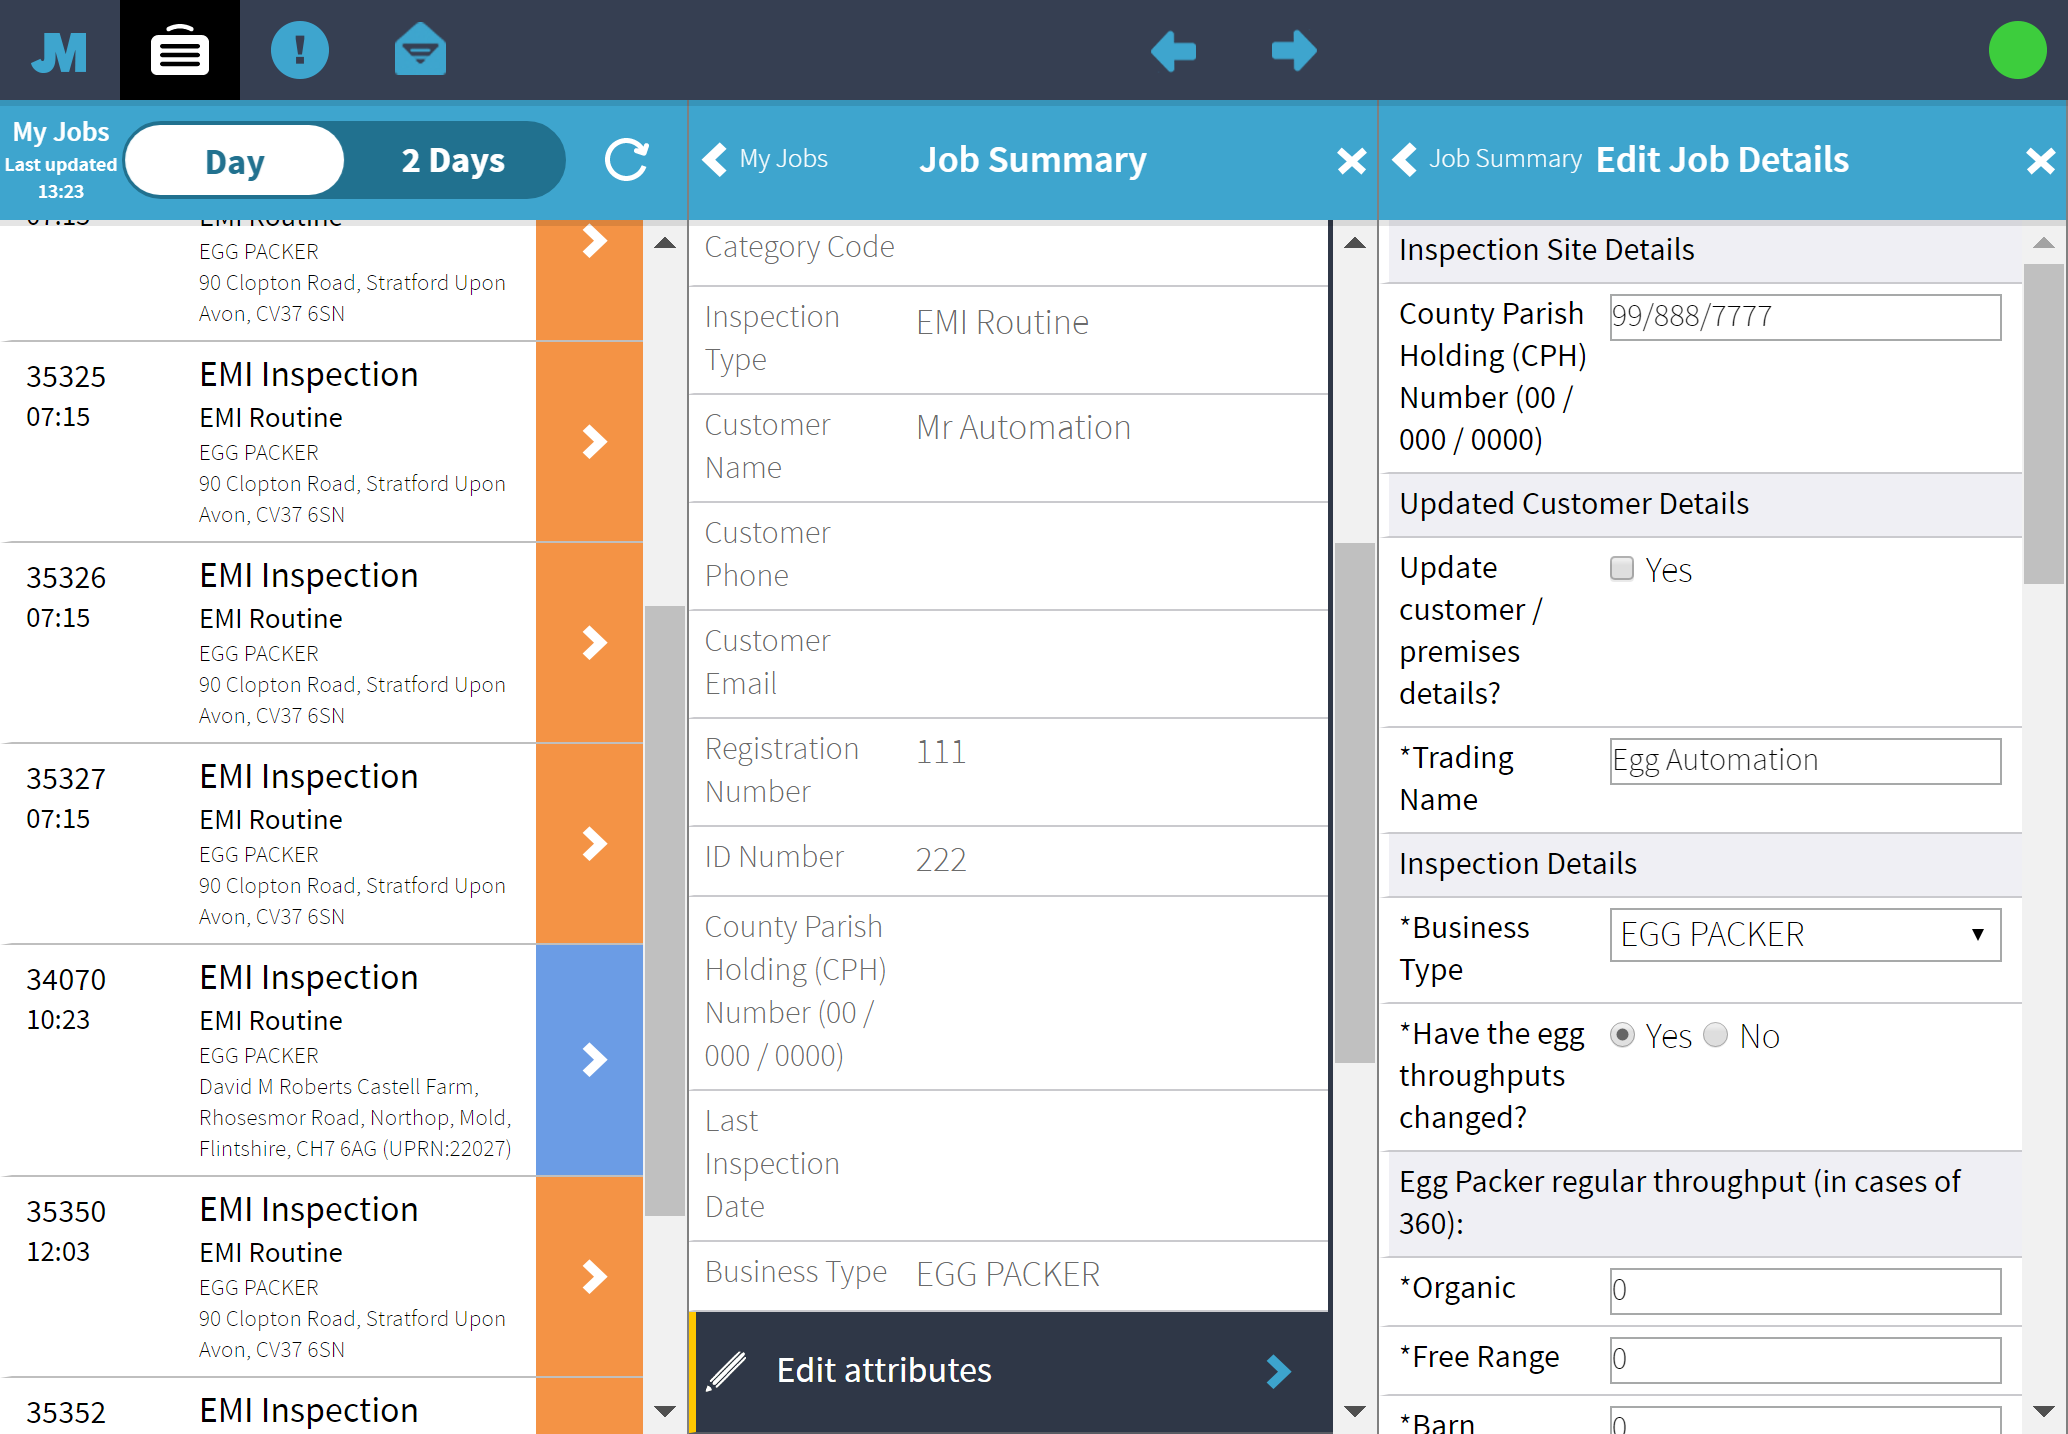 JM
My Jobs
Last updated
13:23
Day
2 Days
My Jobs
Job Summary
Job Summary
Edit Job Details
07:15
EMI Routine
EGG PACKER
90 Clopton Road, Stratford Upon
Avon, CV37 6SN
35325
07:15
EMI Inspection
EMI Routine
EGG PACKER
90 Clopton Road, Stratford Upon
Avon, CV37 6SN
35326
07:15
EMI Inspection
EMI Routine
EGG PACKER
90 Clopton Road, Stratford Upon
Avon, CV37 6SN
35327
07:15
EMI Inspection
EMI Routine
EGG PACKER
90 Clopton Road, Stratford Upon
Avon, CV37 6SN
34070
10:23
EMI Inspection
EMI Routine
EGG PACKER
David M Roberts Castell Farm,
Rhosesmor Road, Northop, Mold,
Flintshire, CH7 6AG (UPRN:22027)
35350
12:03
EMI Inspection
EMI Routine
EGG PACKER
90 Clopton Road, Stratford Upon
Avon, CV37 6SN
35352
EMI Inspection
Category Code
Inspection
Type
EMI Routine
Customer
Name
Mr Automation
Customer
Phone
Customer
Email
Registration
Number
111
ID Number
222
County Parish
Holding (CPH)
Number (00 /
000 / 0000)
Last
Inspection
Date
Business Type
EGG PACKER
Edit attributes
Inspection Site Details
County Parish
Holding (CPH)
Number (00 /
000 / 0000)
99/888/7777
Updated Customer Details
Update
customer /
premises
details?
Yes
*Trading
Name
Egg Automation
Inspection Details
*Business
Type
EGG PACKER
*Have the egg
throughputs
changed?
Yes
No
Egg Packer regular throughput (in cases of
360):
*Organic
0
*Free Range
0
*Barn
0